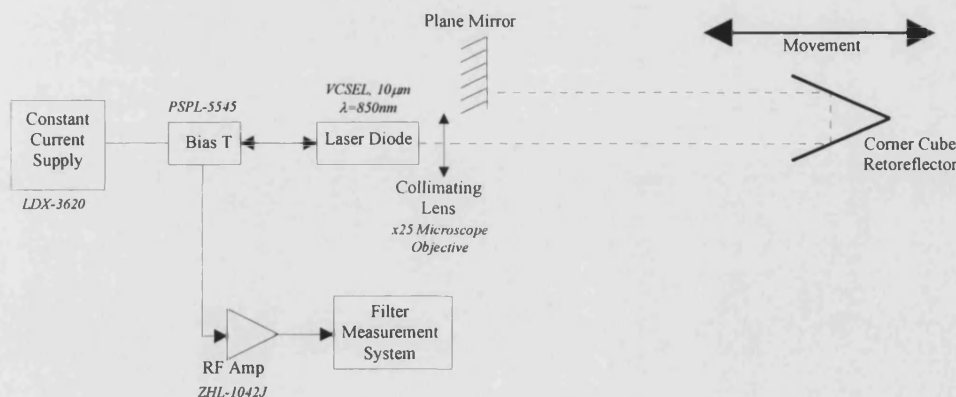 Plane Mirror
Movement
VCSEL, 10μm
λ=850nm
PSPL-5545
Constant
Current
Supply
Bias T
Laser Diode
Corner Cube
Retoreflector
LDX-3620
Collimating
Lens
x25 Microscope
Objective
Filter
Measurement
System
RF Amp
ZHL-1042J